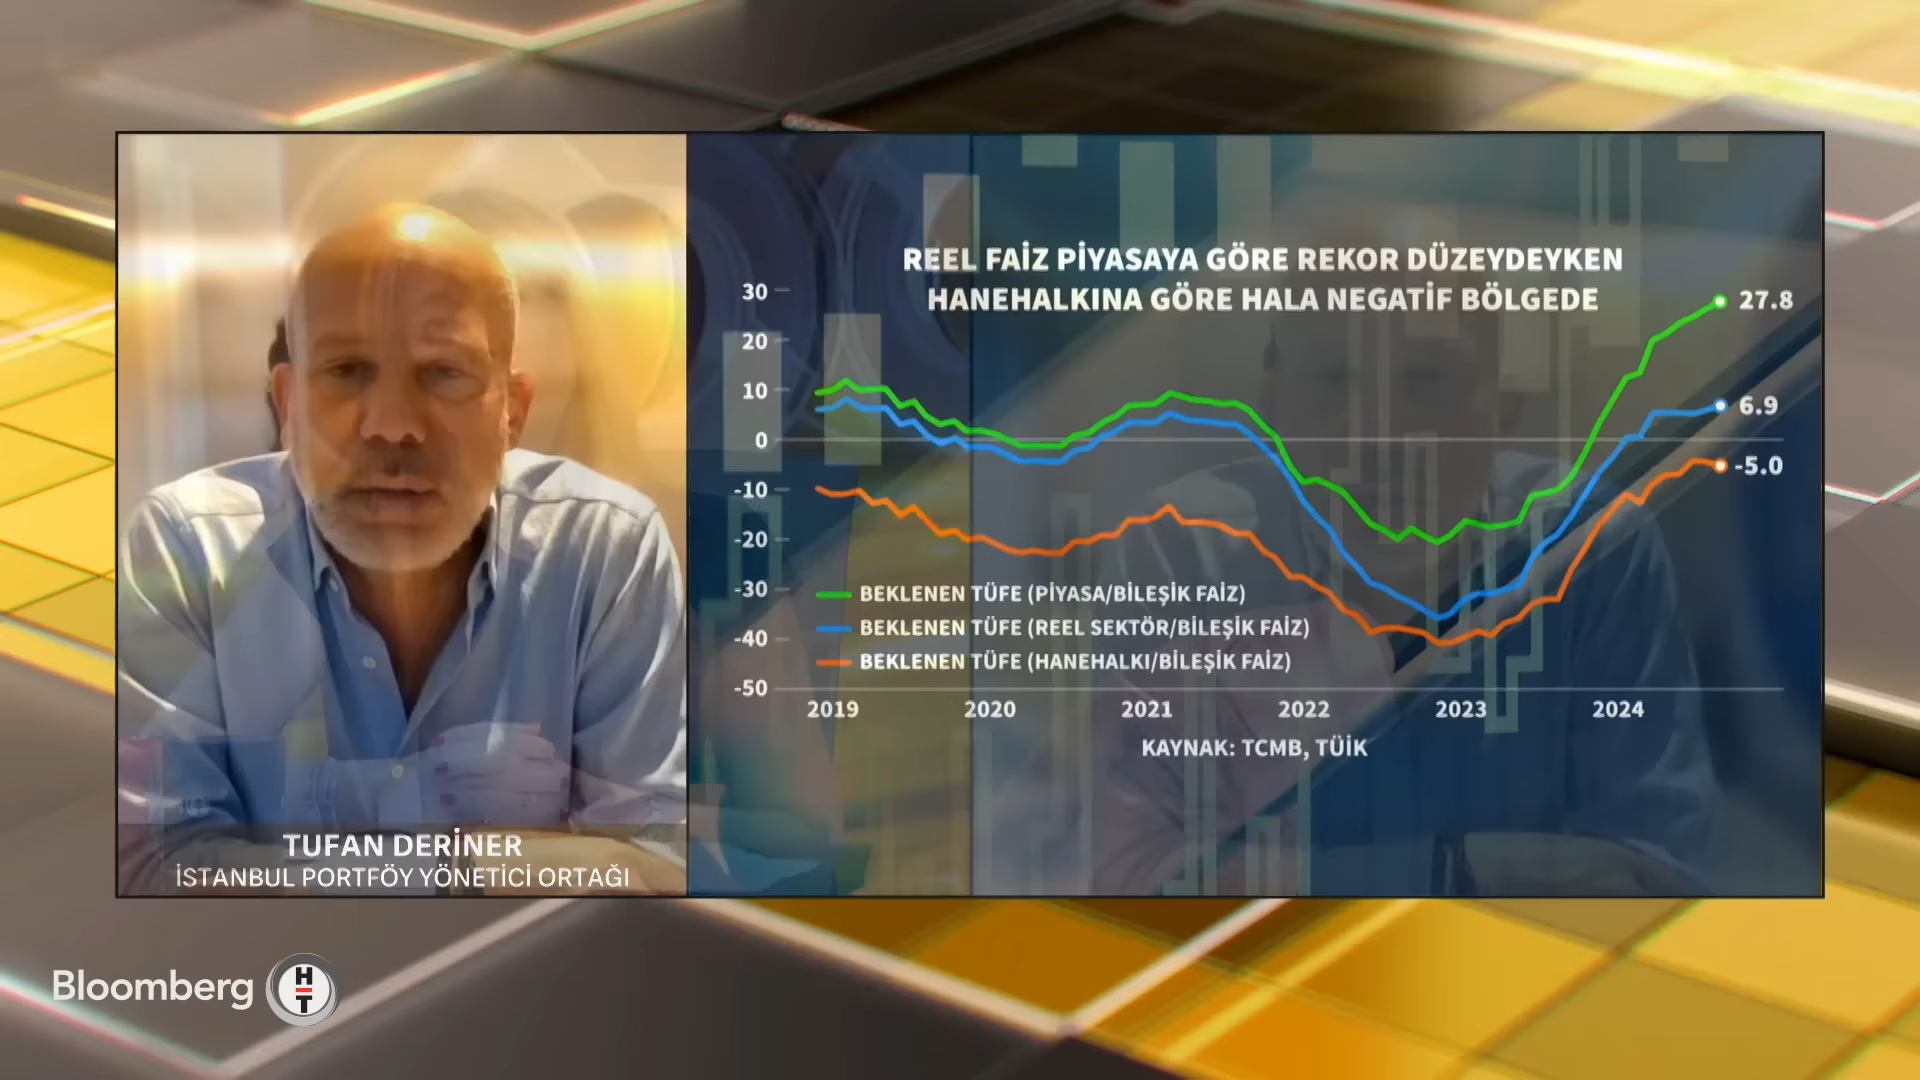 REEL FAİZ PİYASAYA GÖRE REKOR DÜZEYDEYKEN
HANEHALKINA GÖRE HALA NEGATİF BÖLGEDE
30
20
10
0
-10
-20
-30
-40
-50
27.8
6.9
-5.0
BEKLENEN TÜFE (PİYASA/BİLEŞİK FAİZ)
BEKLENEN TÜFE (REEL SEKTÖR/BİLEŞİK FAİZ)
BEKLENEN TÜFE (HANEHALKI/BİLEŞİK FAİZ)
2019 2020 2021 2022 2023 2024
KAYNAK: TCMB, TÜİK
TUFAN DERİNER
İSTANBUL PORTFÖY YÖNETİCİ ORTAĞI
Bloomberg HT